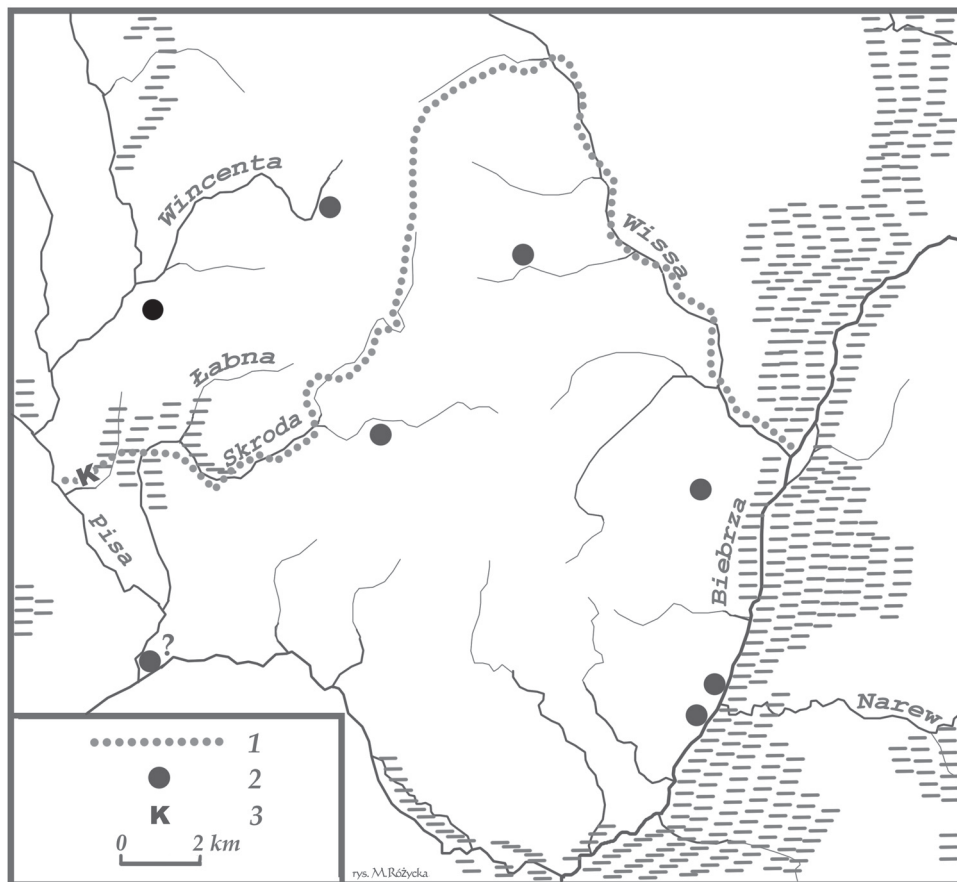 Wincenta
Wissa
Łabna
Skroda
K
Pisa
Biebrza
?
Narew
1
2
K 3
0 2 km
rys. M.Różycka